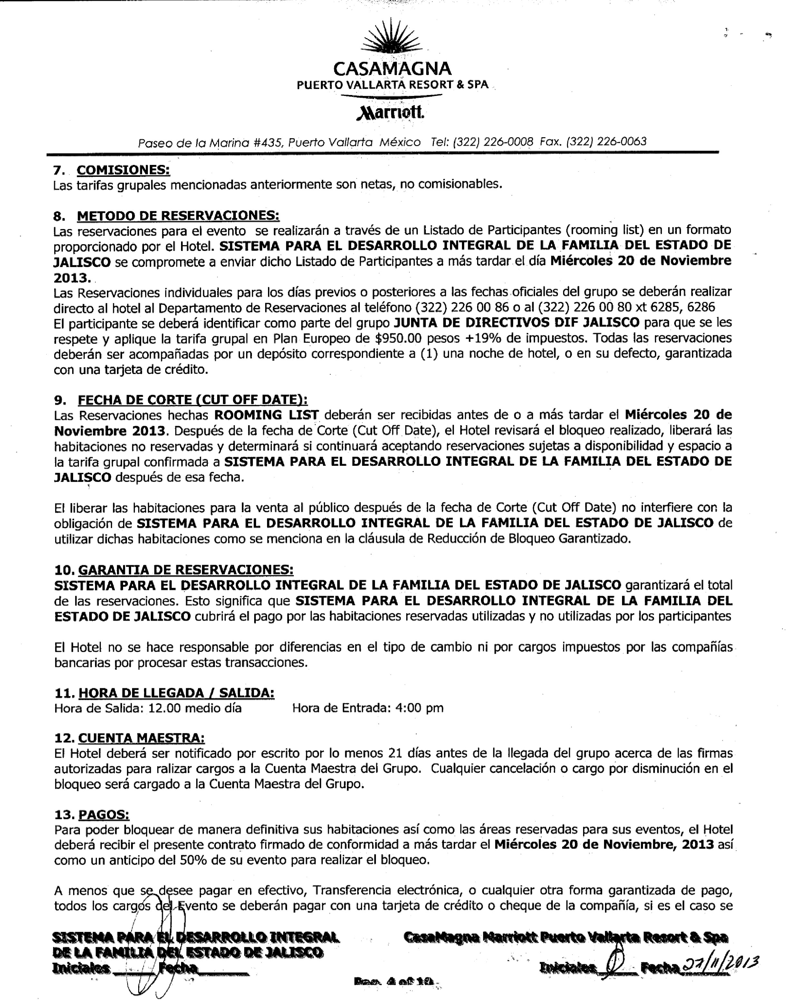 CASAMAGNA
PUERTO VALLARTA RESORT & SPA
Marriott.
Paseo de la Marina #435, Puerto Vallarta México Tel: (322) 226-0008 Fax. (322) 226-0063
7. COMISIONES:
Las tarifas grupales mencionadas anteriormente son netas, no comisionables.
8. METODO DE RESERVACIONES:
Las reservaciones para el evento se realizarán a través de un Listado de Participantes (rooming list) en un formato
proporcionado por el Hotel. SISTEMA PARA EL DESARROLLO INTEGRAL DE LA FAMILIA DEL ESTADO DE
JALISCO se compromete a enviar dicho Listado de Participantes a más tardar el día Miércoles 20 de Noviembre
2013.
Las Reservaciones individuales para los días previos o posteriores a las fechas oficiales del grupo se deberán realizar
directo al hotel al Departamento de Reservaciones al teléfono (322) 226 00 86 o al (322) 226 00 80 xt 6285, 6286
El participante se deberá identificar como parte del grupo JUNTA DE DIRECTIVOS DIF JALISCO para que se les
respete y aplique la tarifa grupal en Plan Europeo de $950.00 pesos +19% de impuestos. Todas las reservaciones
deberán ser acompañadas por un depósito correspondiente a (1) una noche de hotel, o en su defecto, garantizada
con una tarjeta de crédito.
9. FECHA DE CORTE (CUT OFF DATE):
Las Reservaciones hechas ROOMING LIST deberán ser recibidas antes de o a más tardar el Miércoles 20 de
Noviembre 2013. Después de la fecha de Corte (Cut Off Date), el Hotel revisará el bloqueo realizado, liberará las
habitaciones no reservadas y determinará si continuará aceptando reservaciones sujetas a disponibilidad y espacio a
la tarifa grupal confirmada a SISTEMA PARA EL DESARROLLO INTEGRAL DE LA FAMILIA DEL ESTADO DE
JALISCO después de esa fecha.
El liberar las habitaciones para la venta al público después de la fecha de Corte (Cut Off Date) no interfiere con la
obligación de SISTEMA PARA EL DESARROLLO INTEGRAL DE LA FAMILIA DEL ESTADO DE JALISCO de
utilizar dichas habitaciones como se menciona en la cláusula de Reducción de Bloqueo Garantizado.
10. GARANTIA DE RESERVACIONES:
SISTEMA PARA EL DESARROLLO INTEGRAL DE LA FAMILIA DEL ESTADO DE JALISCO garantizará el total
de las reservaciones. Esto significa que SISTEMA PARA EL DESARROLLO INTEGRAL DE LA FAMILIA DEL
ESTADO DE JALISCO cubrirá el pago por las habitaciones reservadas utilizadas y no utilizadas por los participantes
El Hotel no se hace responsable por diferencias en el tipo de cambio ni por cargos impuestos por las compañías
bancarias por procesar estas transacciones.
11. HORA DE LLEGADA / SALIDA:
Hora de Salida: 12.00 medio día Hora de Entrada: 4:00 pm
12. CUENTA MAESTRA:
El Hotel deberá ser notificado por escrito por lo menos 21 días antes de la llegada del grupo acerca de las firmas
autorizadas para ralizar cargos a la Cuenta Maestra del Grupo. Cualquier cancelación o cargo por disminución en el
bloqueo será cargado a la Cuenta Maestra del Grupo.
13. PAGOS:
Para poder bloquear de manera definitiva sus habitaciones así como las áreas reservadas para sus eventos, el Hotel
deberá recibir el presente contrato firmado de conformidad a más tardar el Miércoles 20 de Noviembre, 2013 así
como un anticipo del 50% de su evento para realizar el bloqueo.
A menos que se desee pagar en efectivo, Transferencia electrónica, o cualquier otra forma garantizada de pago,
todos los cargos del Evento se deberán pagar con una tarjeta de crédito o cheque de la compañía, si es el caso se
SISTEMA PARA EL DESARROLLO INTEGRAL CasaMagna Marriott Puerto Vallarta Resort & Spa
DE LA FAMILIA DEL ESTADO DE JALISCO
Iniciales Fecha Iniciales Fecha 27/11/2013
Pag. 4 of 10